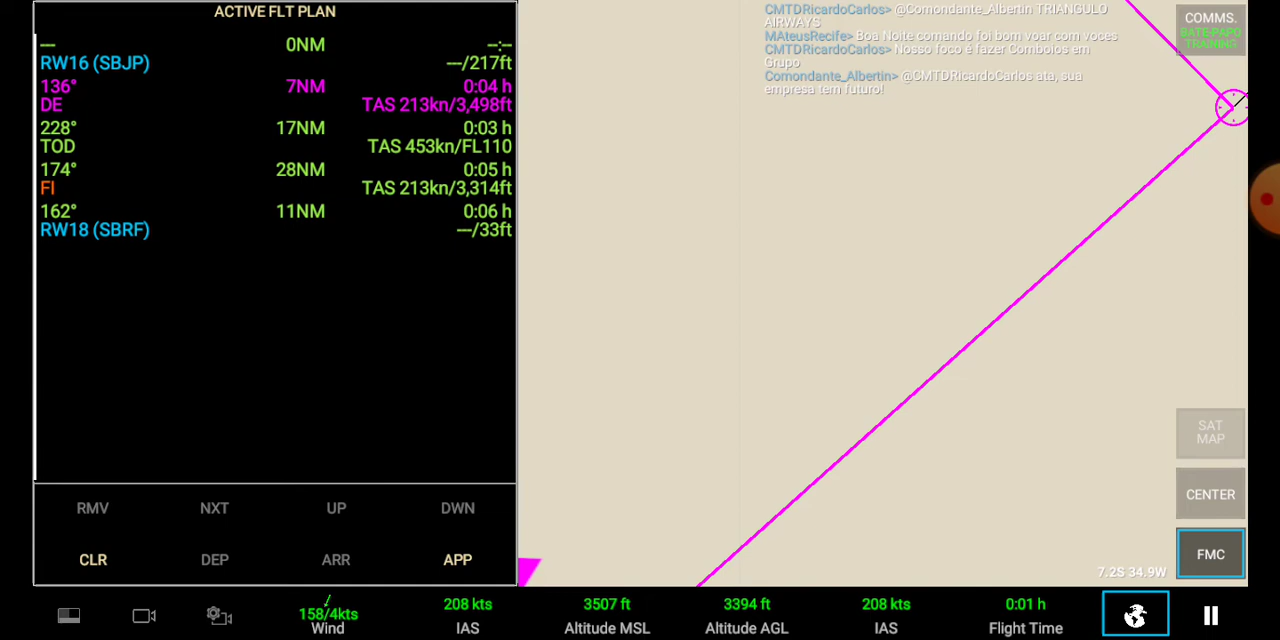 ACTIVE FLT PLAN
--- 0NM --:--
RW16 (SBJP) ---/217ft
136° 7NM 0:04 h
DE TAS 213kn/3,498ft
228° 17NM 0:03 h
TOD TAS 453kn/FL110
174° 28NM 0:05 h
FI TAS 213kn/3,314ft
162° 11NM 0:06 h
RW18 (SBRF) ---/33ft
RMV NXT UP DWN
CLR DEP ARR APP
CMTDRicardoCarlos> @Comondante_Albertin TRIANGULO
AIRWAYS
MAteusRecife> Boa Noite comando foi bom voar com voces
CMTDRicardoCarlos> Nosso foco é fazer Comboios em
Grupo
Comondante_Albertin> @CMTDRicardoCarlos ata, sua
empresa tem futuro!
COMMS.
BATE-PAPO
TRAINING
SAT
MAP
CENTER
FMC
7.2S 34.9W
158/4kts
Wind
208 kts
IAS
3507 ft
Altitude MSL
3394 ft
Altitude AGL
208 kts
IAS
0:01 h
Flight Time